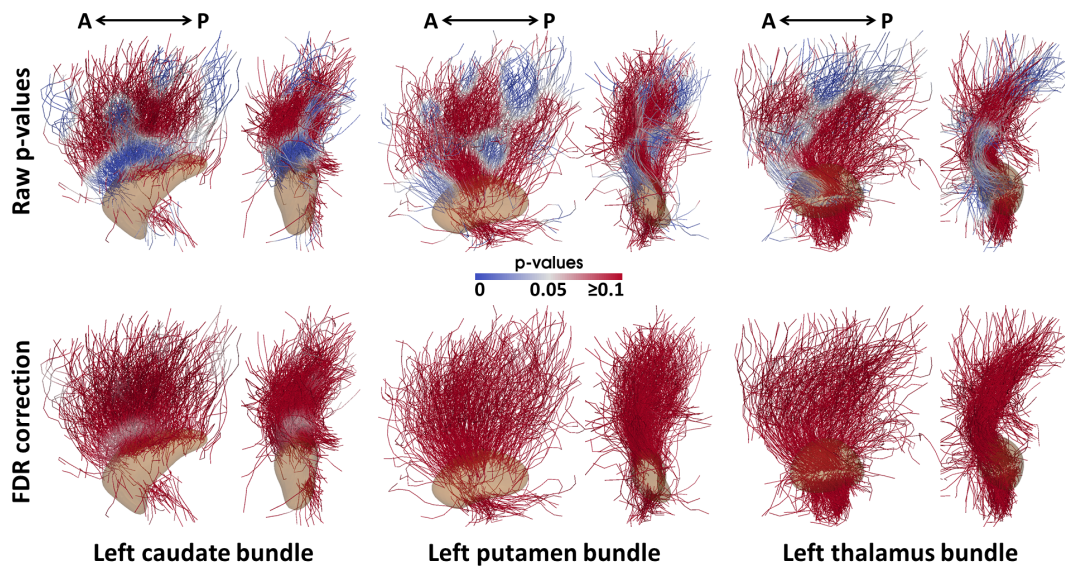 A P A P A P
Raw p-values
p-values
0 0.05 ≥0.1
FDR correction
Left caudate bundle Left putamen bundle Left thalamus bundle